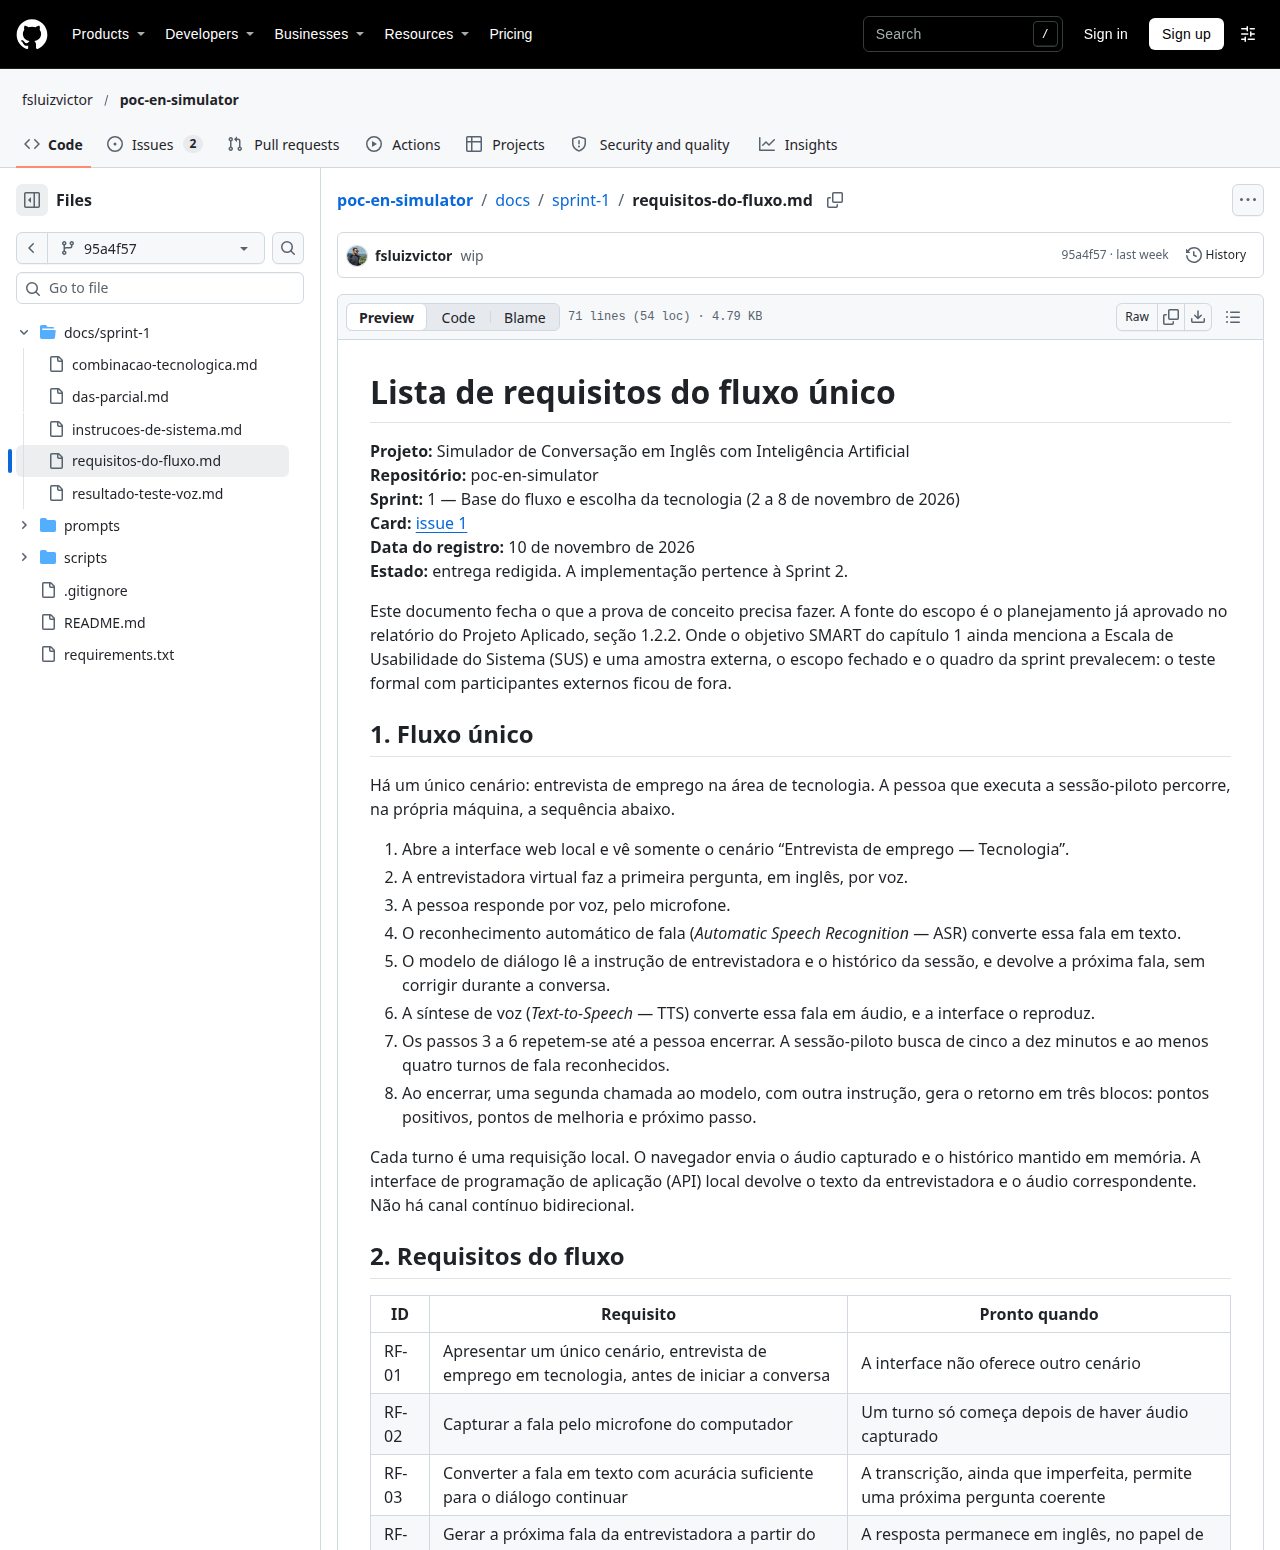 Products
Developers
Businesses
Resources
Pricing
Search
/
Sign in
Sign up
fsluizvictor / poc-en-simulator
Code
Issues 2
Pull requests
Actions
Projects
Security and quality
Insights
Files
95a4f57
Go to file
docs/sprint-1
combinacao-tecnologica.md
das-parcial.md
instrucoes-de-sistema.md
requisitos-do-fluxo.md
resultado-teste-voz.md
prompts
scripts
.gitignore
README.md
requirements.txt
poc-en-simulator / docs / sprint-1 / requisitos-do-fluxo.md
fsluizvictor wip
95a4f57 · last week
History
Preview
Code
Blame
71 lines (54 loc) · 4.79 KB
Raw
Lista de requisitos do fluxo único
Projeto: Simulador de Conversação em Inglês com Inteligência Artificial
Repositório: poc-en-simulator
Sprint: 1 — Base do fluxo e escolha da tecnologia (2 a 8 de novembro de 2026)
Card: issue 1
Data do registro: 10 de novembro de 2026
Estado: entrega redigida. A implementação pertence à Sprint 2.
Este documento fecha o que a prova de conceito precisa fazer. A fonte do escopo é o planejamento já aprovado no
relatório do Projeto Aplicado, seção 1.2.2. Onde o objetivo SMART do capítulo 1 ainda menciona a Escala de
Usabilidade do Sistema (SUS) e uma amostra externa, o escopo fechado e o quadro da sprint prevalecem: o teste
formal com participantes externos ficou de fora.
1. Fluxo único
Há um único cenário: entrevista de emprego na área de tecnologia. A pessoa que executa a sessão-piloto percorre,
na própria máquina, a sequência abaixo.
1. Abre a interface web local e vê somente o cenário “Entrevista de emprego — Tecnologia”.
2. A entrevistadora virtual faz a primeira pergunta, em inglês, por voz.
3. A pessoa responde por voz, pelo microfone.
4. O reconhecimento automático de fala (Automatic Speech Recognition — ASR) converte essa fala em texto.
5. O modelo de diálogo lê a instrução de entrevistadora e o histórico da sessão, e devolve a próxima fala, sem
corrigir durante a conversa.
6. A síntese de voz (Text-to-Speech — TTS) converte essa fala em áudio, e a interface o reproduz.
7. Os passos 3 a 6 repetem-se até a pessoa encerrar. A sessão-piloto busca de cinco a dez minutos e ao menos
quatro turnos de fala reconhecidos.
8. Ao encerrar, uma segunda chamada ao modelo, com outra instrução, gera o retorno em três blocos: pontos
positivos, pontos de melhoria e próximo passo.
Cada turno é uma requisição local. O navegador envia o áudio capturado e o histórico mantido em memória. A
interface de programação de aplicação (API) local devolve o texto da entrevistadora e o áudio correspondente.
Não há canal contínuo bidirecional.
2. Requisitos do fluxo
ID
Requisito
Pronto quando
RF-
01
Apresentar um único cenário, entrevista de
emprego em tecnologia, antes de iniciar a conversa
A interface não oferece outro cenário
RF-
02
Capturar a fala pelo microfone do computador
Um turno só começa depois de haver áudio
capturado
RF-
03
Converter a fala em texto com acurácia suficiente
para o diálogo continuar
A transcrição, ainda que imperfeita, permite
uma próxima pergunta coerente
RF-
Gerar a próxima fala da entrevistadora a partir do
A resposta permanece em inglês, no papel de